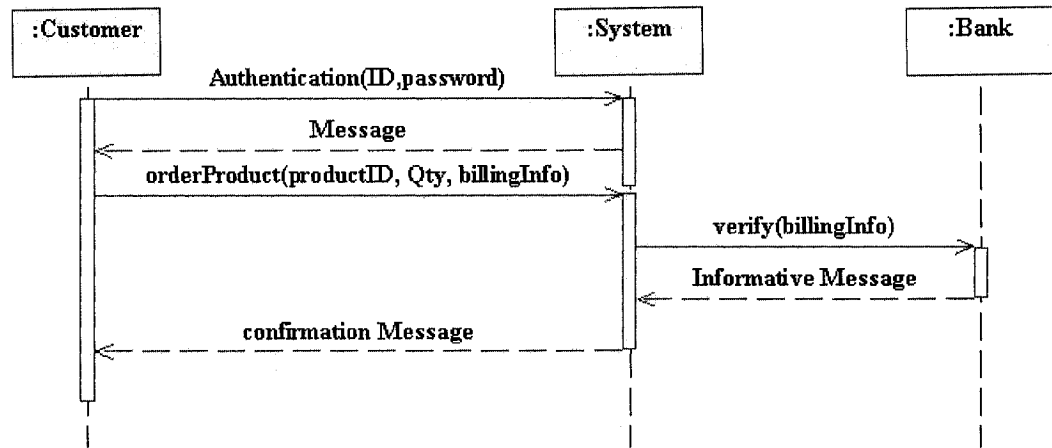 :Customer
:System
:Bank
Authentication(ID,password)
Message
orderProduct(productID, Qty, billingInfo)
verify(billingInfo)
Informative Message
confirmation Message